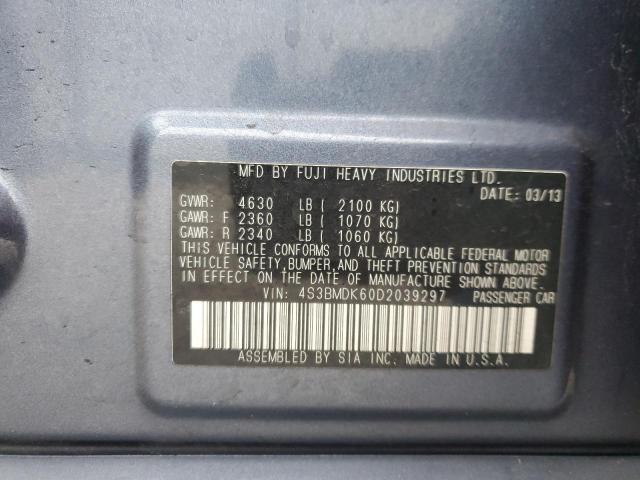 MFD BY FUJI HEAVY INDUSTRIES LTD.
DATE: 03/13
GVWR: 4630 LB ( 2100 KG)
GAWR: F 2360 LB ( 1070 KG)
GAWR: R 2340 LB ( 1060 KG)
THIS VEHICLE CONFORMS TO ALL APPLICABLE FEDERAL MOTOR
VEHICLE SAFETY, BUMPER, AND THEFT PREVENTION STANDARDS
IN EFFECT ON THE DATE OF MANUFACTURE SHOWN ABOVE.
VIN: 4S3BMDK60D2039297 PASSENGER CAR
ASSEMBLED BY SIA INC. MADE IN U.S.A.